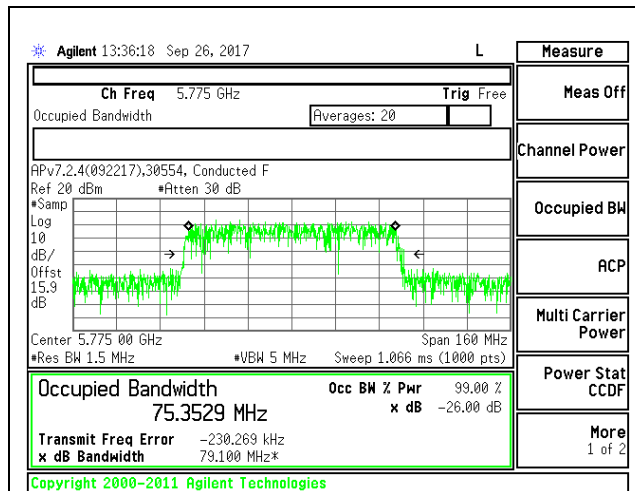 Agilent 13:36:18 Sep 26, 2017 L
Measure
Ch Freq 5.775 GHz Trig Free
Meas Off
Occupied Bandwidth Averages: 20
Channel Power
APv7.2.4(092217),30554, Conducted F
Ref 20 dBm #Atten 30 dB
#Samp
Log
10
dB/
Offst
15.9
dB
Occupied BW
ACP
Center 5.775 00 GHz Span 160 MHz
#Res BW 1.5 MHz #VBW 5 MHz Sweep 1.066 ms (1000 pts)
Multi Carrier
Power
Occupied Bandwidth Occ BW % Pwr 99.00 %
75.3529 MHz x dB -26.00 dB
Power Stat
CCDF
Transmit Freq Error -230.269 kHz
x dB Bandwidth 79.100 MHz*
More
1 of 2
Copyright 2000-2011 Agilent Technologies